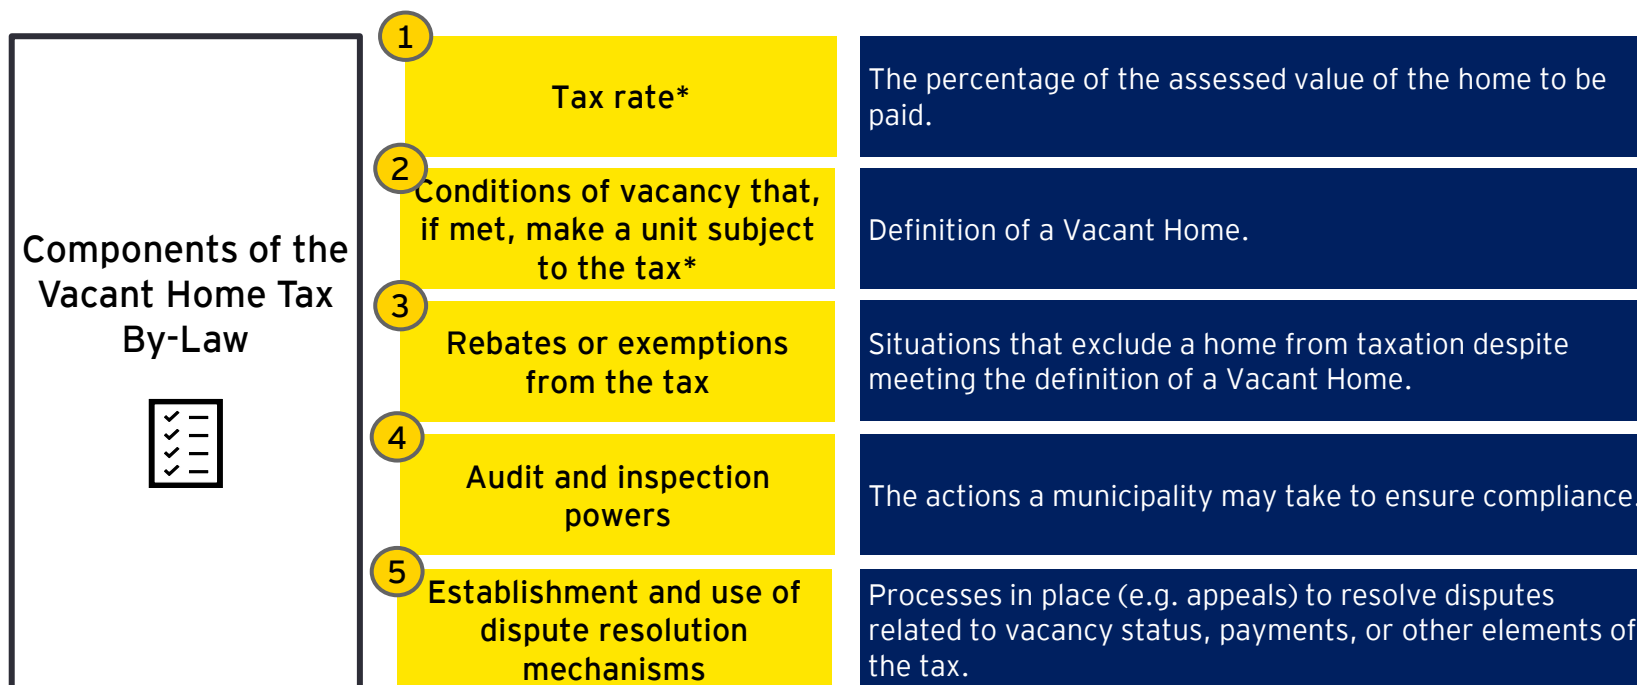 Components of the
Vacant Home Tax
By-Law
1
Tax rate*
The percentage of the assessed value of the home to be
paid.
2
Conditions of vacancy that,
if met, make a unit subject
to the tax*
Definition of a Vacant Home.
3
Rebates or exemptions
from the tax
Situations that exclude a home from taxation despite
meeting the definition of a Vacant Home.
4
Audit and inspection
powers
The actions a municipality may take to ensure compliance.
5
Establishment and use of
dispute resolution
mechanisms
Processes in place (e.g. appeals) to resolve disputes
related to vacancy status, payments, or other elements of
the tax.